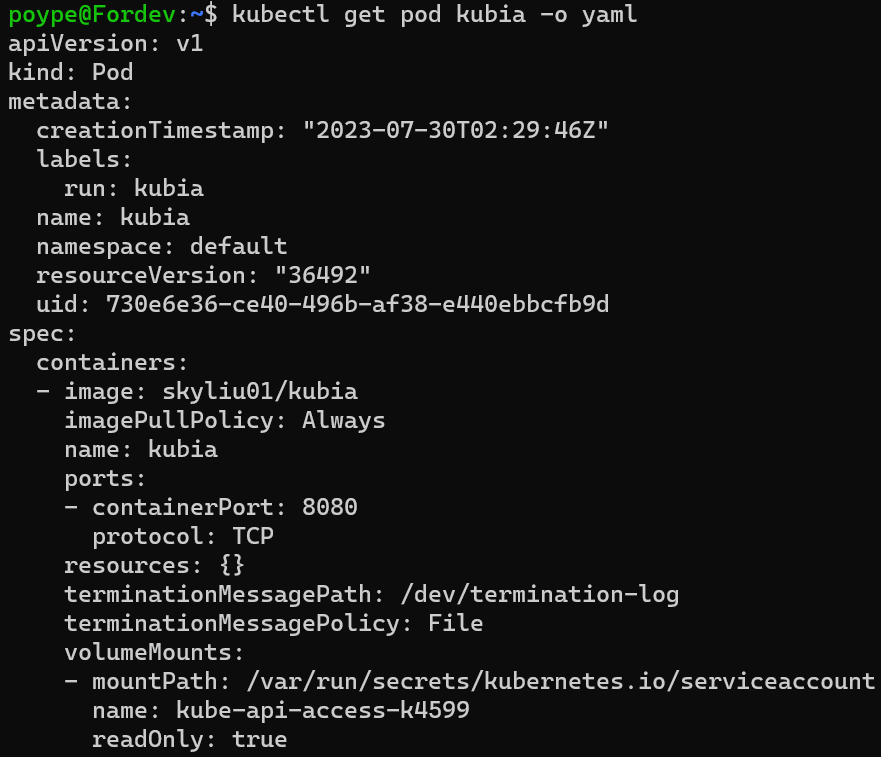 poype@Fordev:~$ kubectl get pod kubia -o yaml
apiVersion: v1
kind: Pod
metadata:
  creationTimestamp: "2023-07-30T02:29:46Z"
  labels:
    run: kubia
  name: kubia
  namespace: default
  resourceVersion: "36492"
  uid: 730e6e36-ce40-496b-af38-e440ebbcfb9d
spec:
  containers:
  - image: skyliu01/kubia
    imagePullPolicy: Always
    name: kubia
    ports:
    - containerPort: 8080
      protocol: TCP
    resources: {}
    terminationMessagePath: /dev/termination-log
    terminationMessagePolicy: File
    volumeMounts:
    - mountPath: /var/run/secrets/kubernetes.io/serviceaccount
      name: kube-api-access-k4599
      readOnly: true